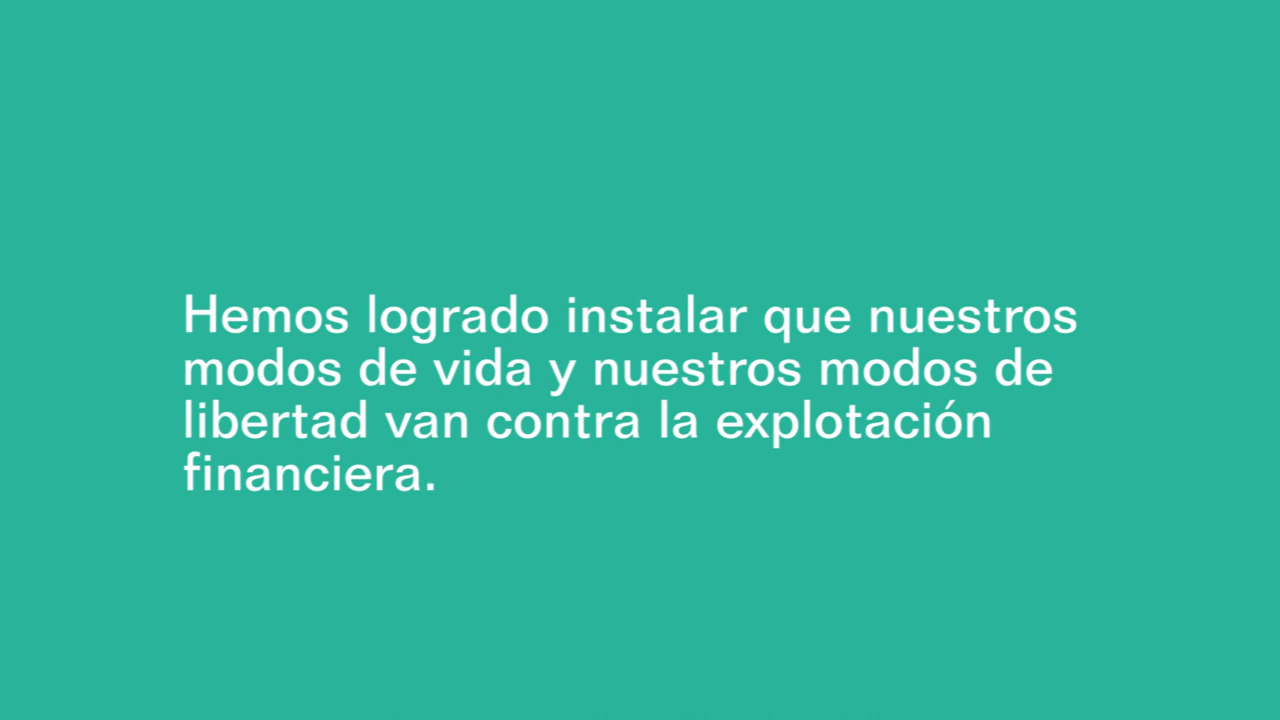 Hemos logrado instalar que nuestros
modos de vida y nuestros modos de
libertad van contra la explotación
financiera.